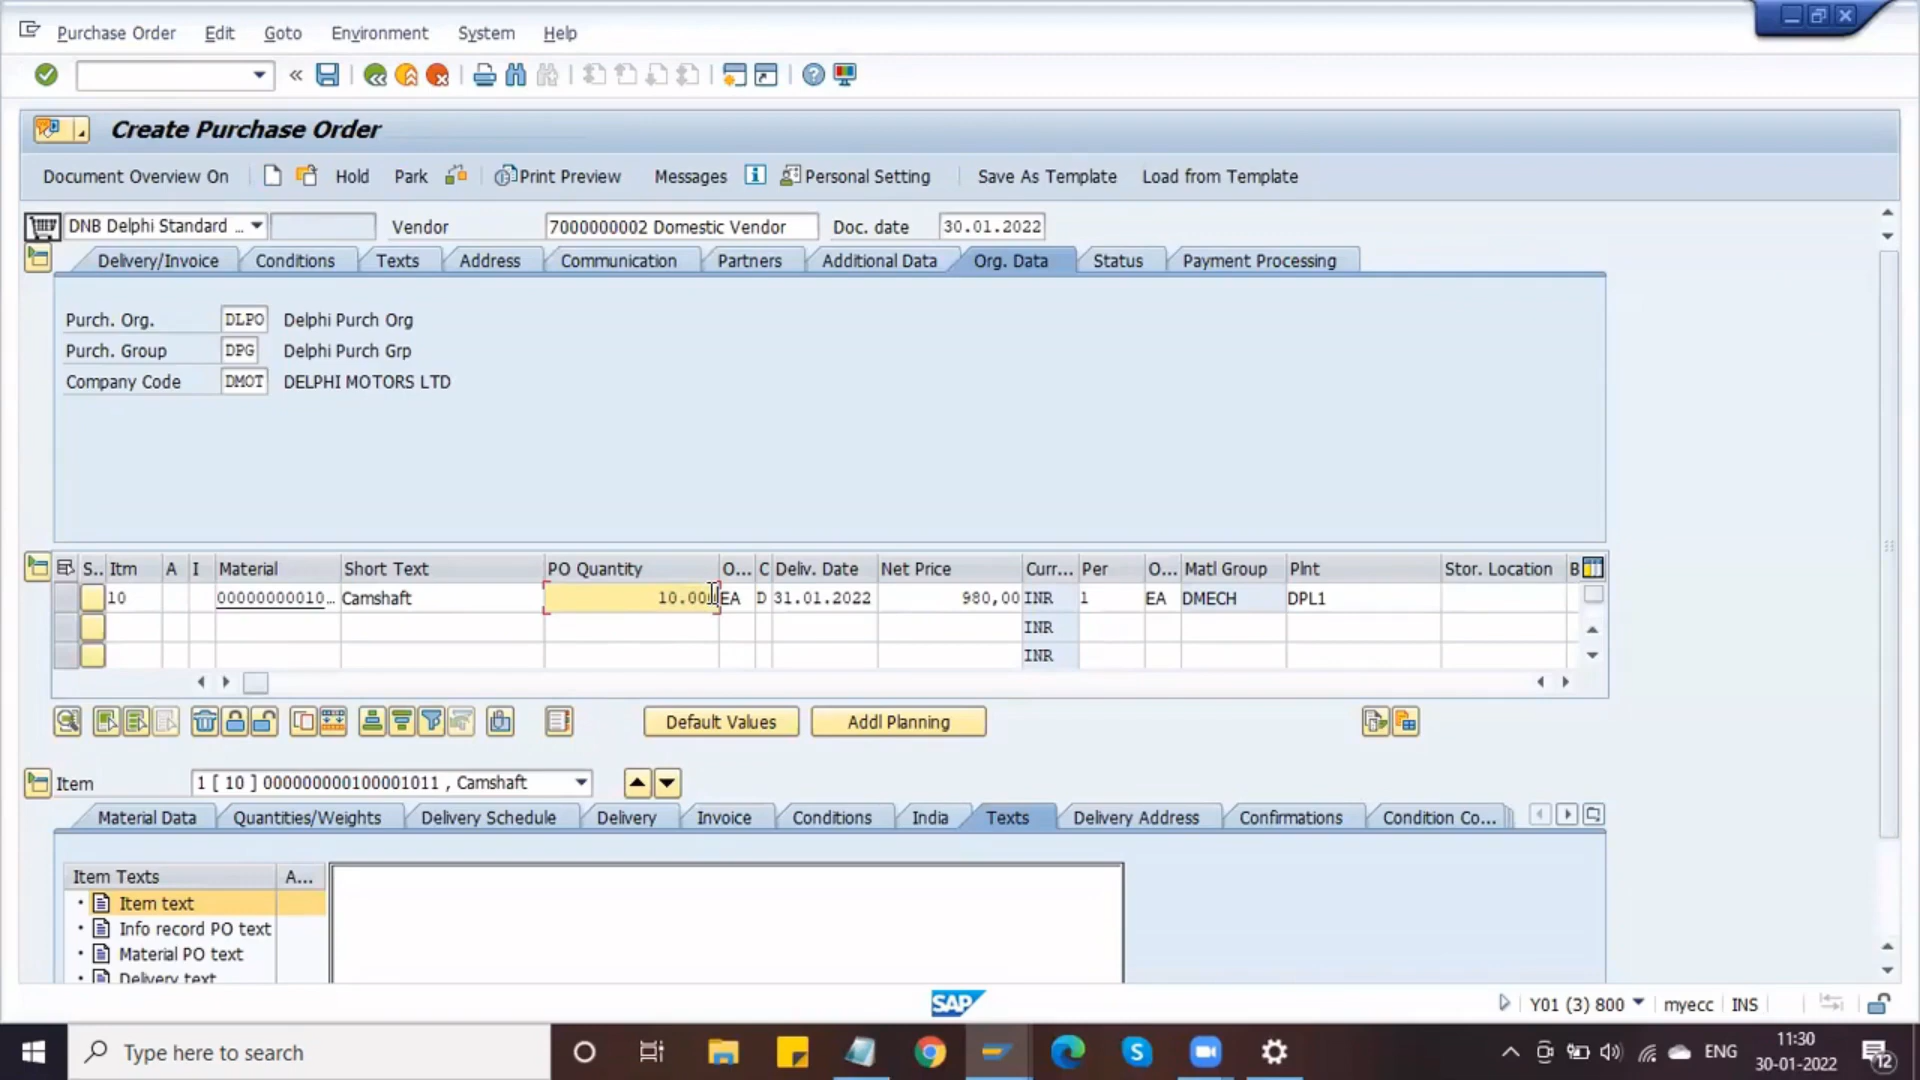 Purchase Order Edit Goto Environment System Help
Create Purchase Order
Document Overview On Hold Park Print Preview Messages Personal Setting Save As Template Load from Template
DNB Delphi Standard ... Vendor 7000000002 Domestic Vendor Doc. date 30.01.2022
Delivery/Invoice Conditions Texts Address Communication Partners Additional Data Org. Data Status Payment Processing
Purch. Org. DLPO Delphi Purch Org
Purch. Group DPG Delphi Purch Grp
Company Code DMOT DELPHI MOTORS LTD
S.. Itm A I Material Short Text PO Quantity O... C Deliv. Date Net Price Curr... Per O... Matl Group Plnt Stor. Location B
10 00000000010... Camshaft 10.00 EA D 31.01.2022 980,00 INR 1 EA DMECH DPL1
INR
INR
Default Values Addl Planning
Item 1 [ 10 ] 000000000100001011 , Camshaft
Material Data Quantities/Weights Delivery Schedule Delivery Invoice Conditions India Texts Delivery Address Confirmations Condition Co...
Item Texts A...
Item text
Info record PO text
Material PO text
Delivery text
SAP Y01 (3) 800 myecc INS
Type here to search ENG 11:30
30-01-2022 12